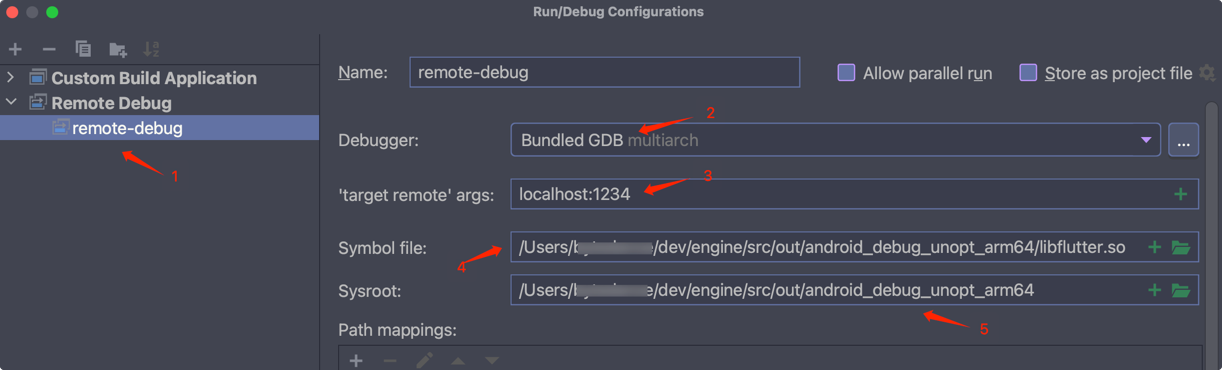 Run/Debug Configurations
Custom Build Application
Remote Debug
remote-debug
1
Name: remote-debug
Allow parallel run
Store as project file
2
Debugger: Bundled GDB multiarch
...
3
'target remote' args: localhost:1234
4
Symbol file: /Users/ /dev/engine/src/out/android_debug_unopt_arm64/libflutter.so
Sysroot: /Users/ /dev/engine/src/out/android_debug_unopt_arm64
5
Path mappings: